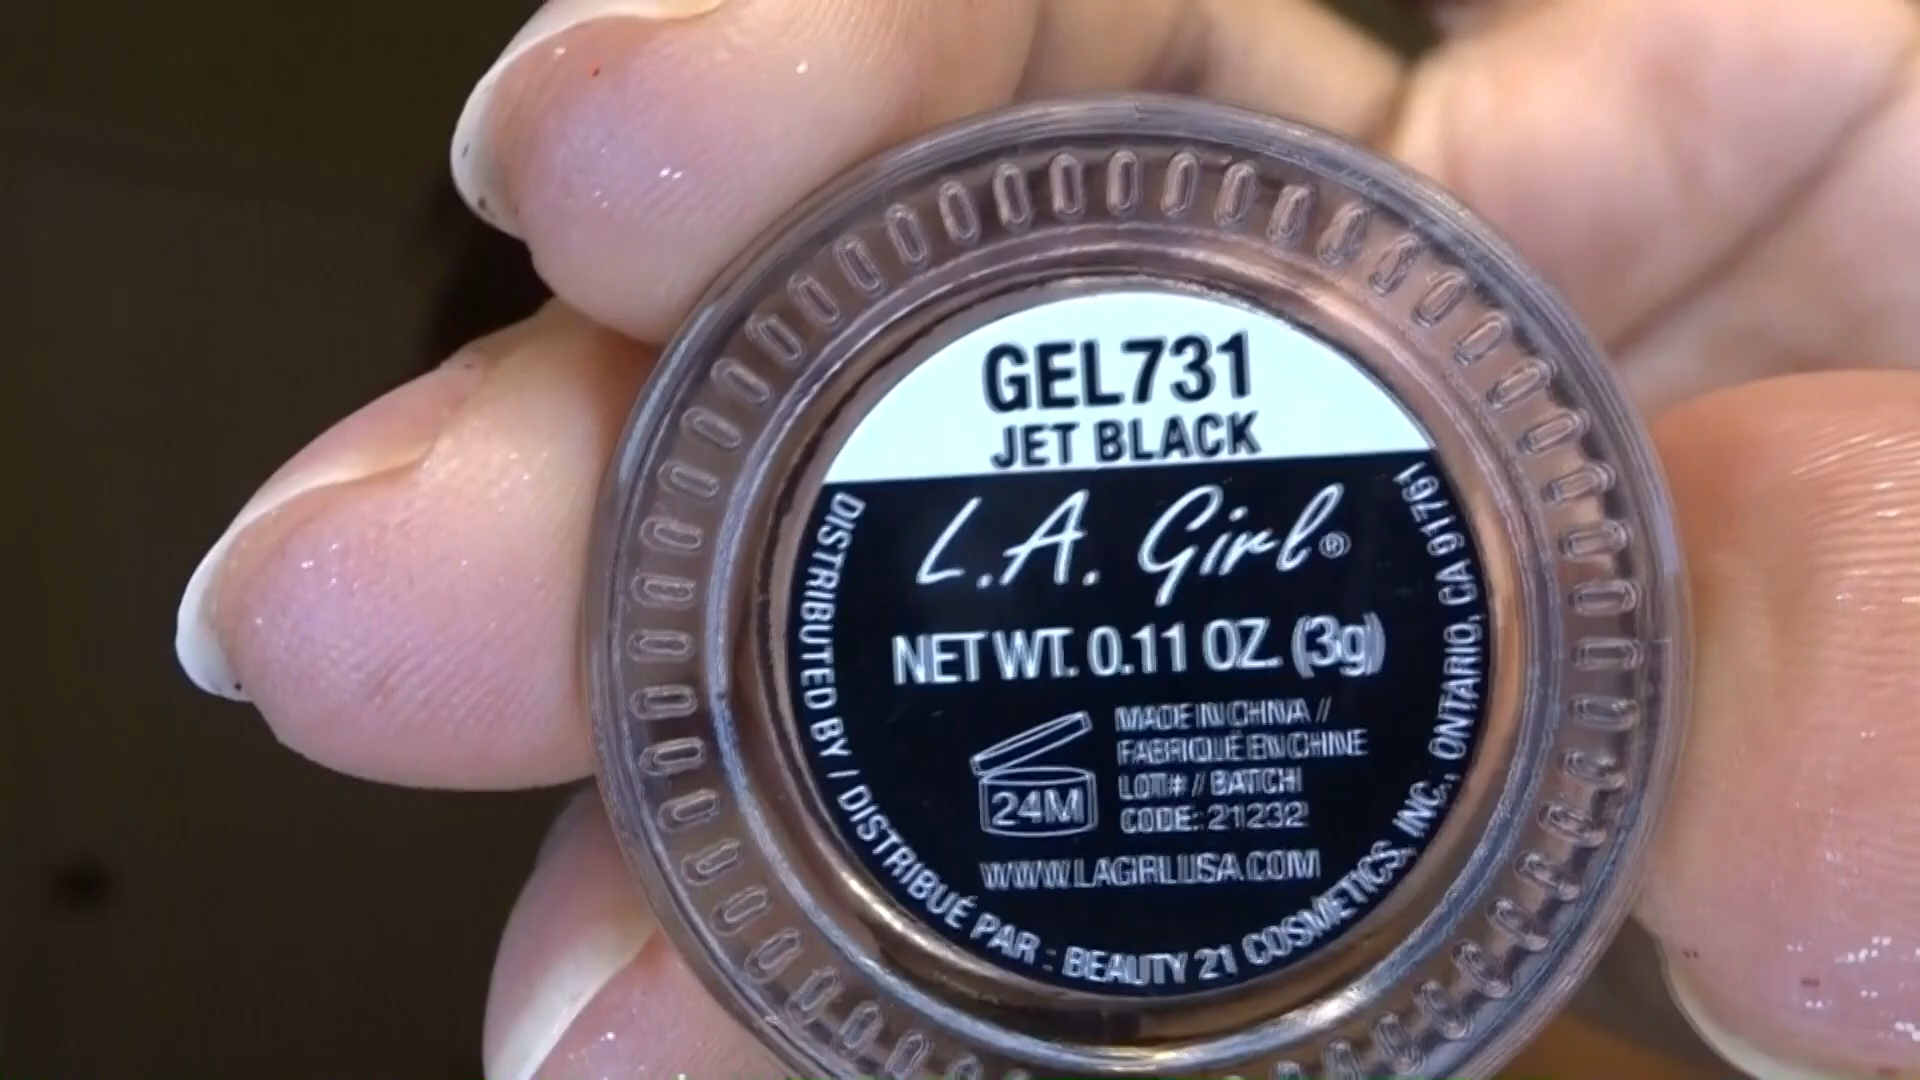 GEL731
JET BLACK
L.A. Girl®
NET WT. 0.11 OZ. (3g)
MADE IN CHINA //
FABRIQUÉ EN CHINE
LOT# // BATCH
CODE: 21232
24M
WWW.LAGIRLUSA.COM
DISTRIBUTED BY / DISTRIBUÉ PAR : BEAUTY 21 COSMETICS, INC., ONTARIO, CA 91761